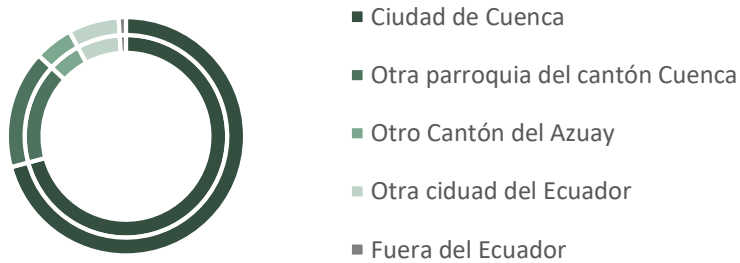 Ciudad de Cuenca
Otra parroquia del cantón Cuenca
Otro Cantón del Azuay
Otra ciduad del Ecuador
Fuera del Ecuador